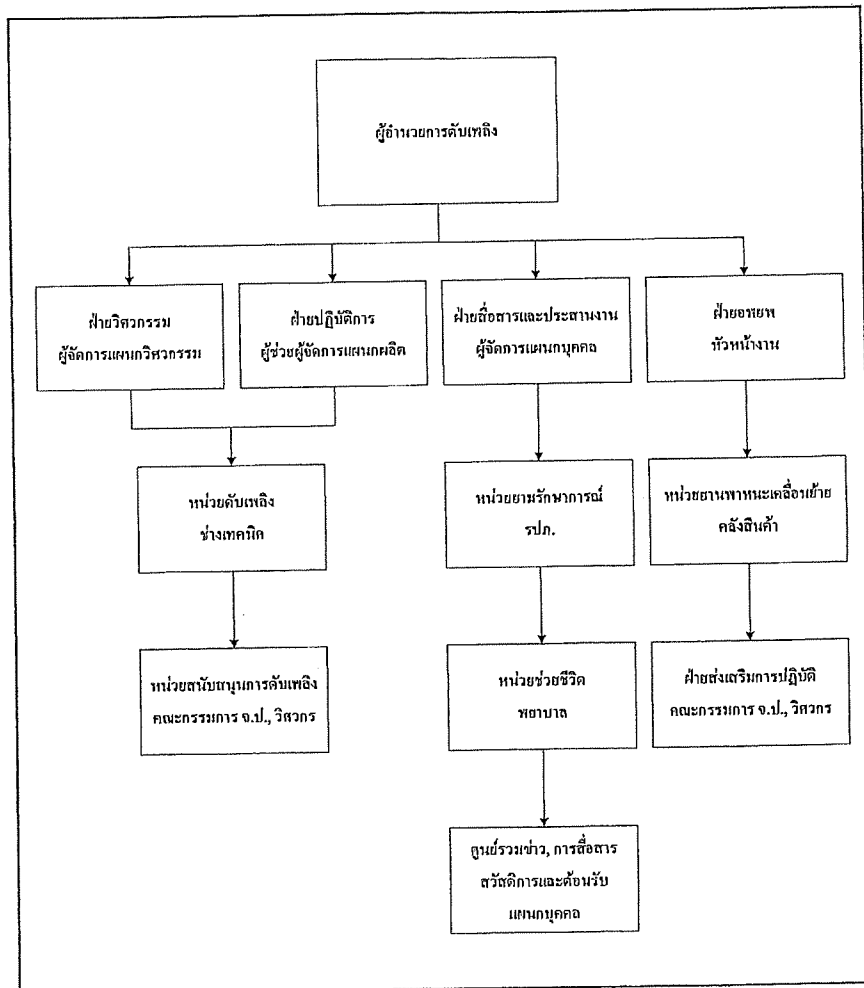 ผู้อำนวยการดับเพลิง
ฝ่ายวิศวกรรม
ผู้จัดการแผนกวิศวกรรม
ฝ่ายปฏิบัติการ
ผู้ช่วยผู้จัดการแผนกผลิต
ฝ่ายสื่อสารและประสานงาน
ผู้จัดการแผนกบุคคล
ฝ่ายอพยพ
หัวหน้างาน
หน่วยดับเพลิง
ช่างเทคนิค
หน่วยยามรักษาการณ์
รปภ.
หน่วยยานพาหนะเคลื่อนย้าย
คลังสินค้า
หน่วยสนับสนุนการดับเพลิง
คณะกรรมการ จ.ป., วิศวกร
หน่วยช่วยชีวิต
พยาบาล
ฝ่ายส่งเสริมการปฏิบัติ
คณะกรรมการ จ.ป., วิศวกร
ศูนย์รวมข่าว, การสื่อสาร
สวัสดิการและต้อนรับ
แผนกบุคคล